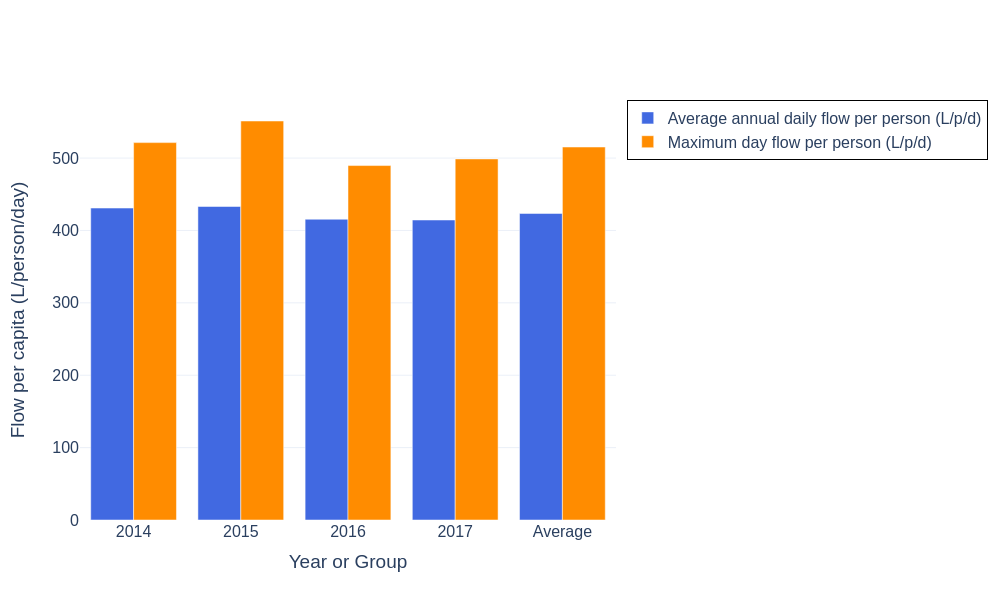 Average annual daily flow per person (L/p/d)
Maximum day flow per person (L/p/d)
Flow per capita (L/person/day)
500
400
300
200
100
0
2014 2015 2016 2017 Average
Year or Group